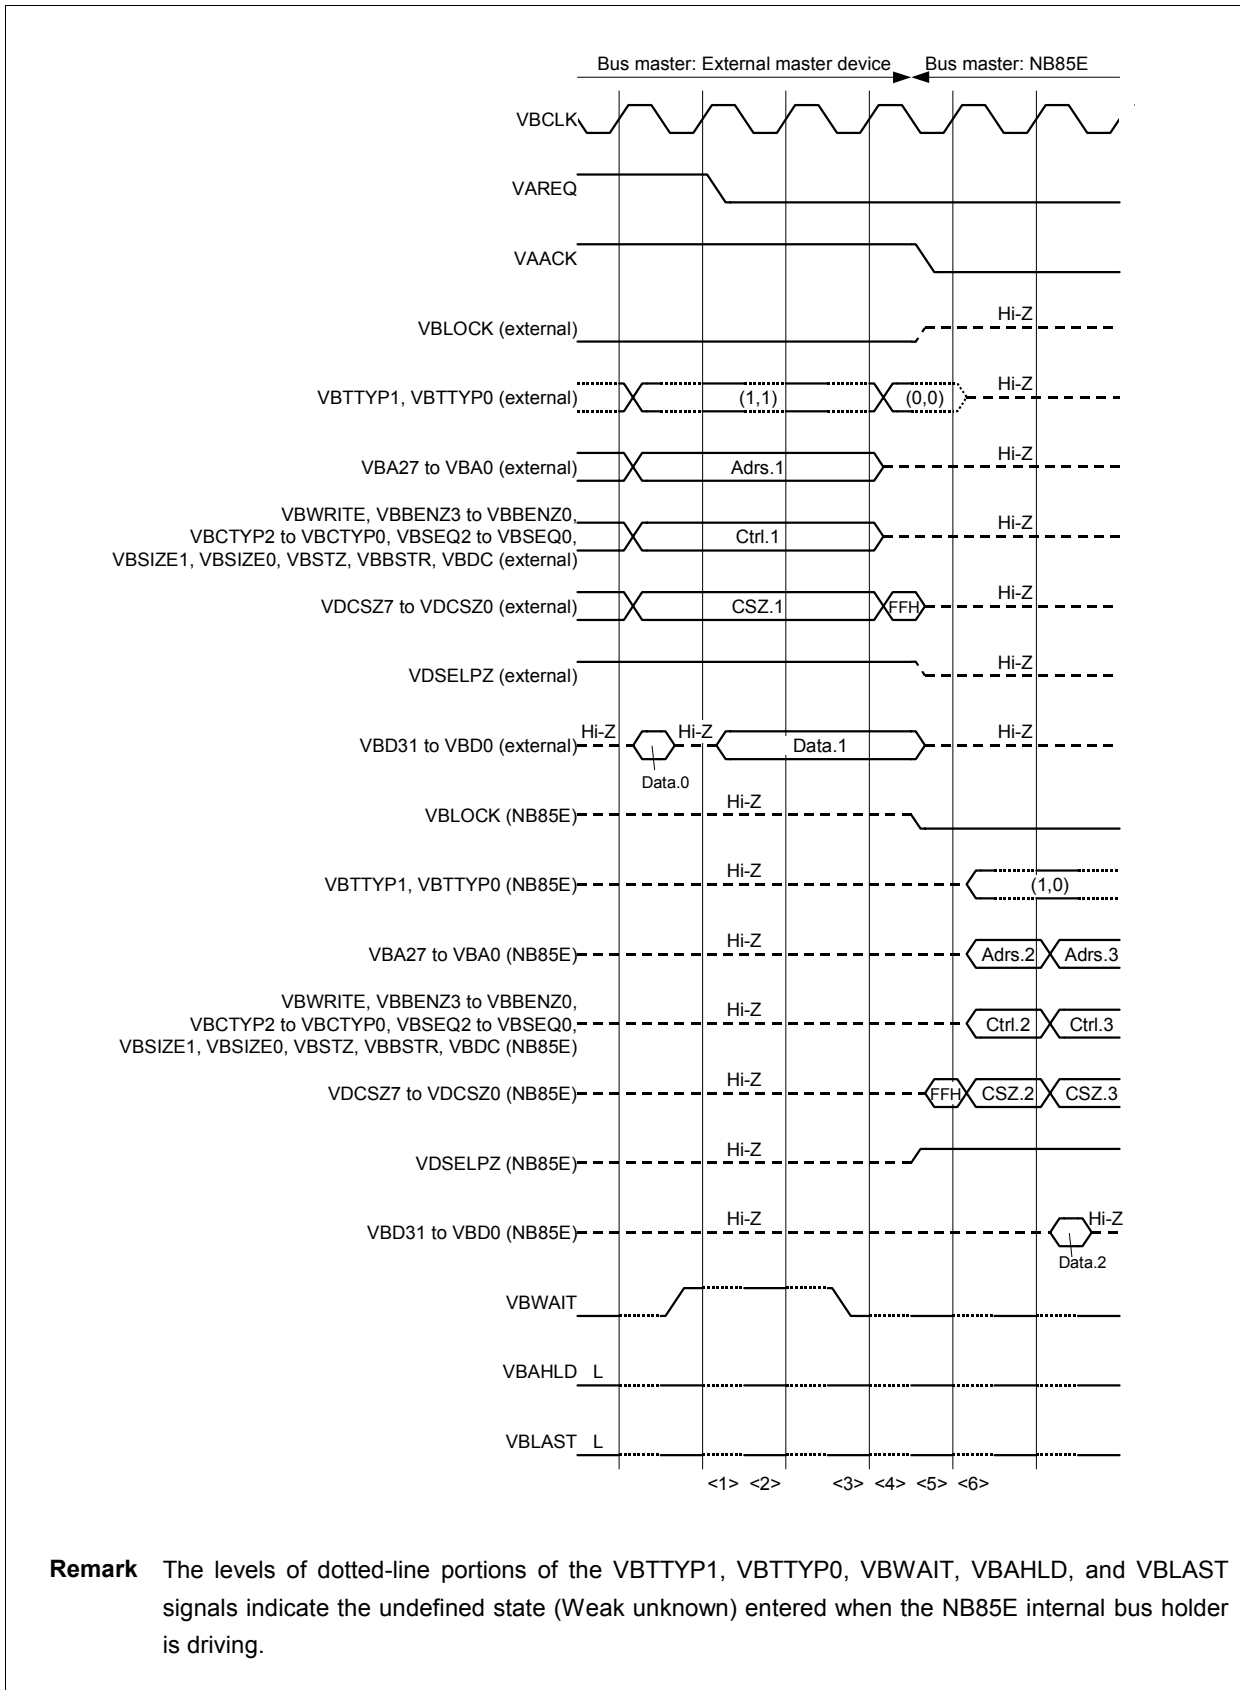 Bus master: External master device Bus master: NB85E
VBCLK
VAREQ
VAACK
Hi-Z
VBLOCK (external)
Hi-Z
VBTTYP1, VBTTYP0 (external) (1,1) (0,0)
Hi-Z
VBA27 to VBA0 (external) Adrs.1
VBWRITE, VBBENZ3 to VBBENZ0,
Hi-Z
VBCTYP2 to VBCTYP0, VBSEQ2 to VBSEQ0, Ctrl.1
VBSIZE1, VBSIZE0, VBSTZ, VBBSTR, VBDC (external)
Hi-Z
VDCSZ7 to VDCSZ0 (external) CSZ.1 FFH
Hi-Z
VDSELPZ (external)
Hi-Z Hi-Z Hi-Z
VBD31 to VBD0 (external) Data.1
Data.0
Hi-Z
VBLOCK (NB85E)
Hi-Z
VBTTYP1, VBTTYP0 (NB85E) (1,0)
Hi-Z
VBA27 to VBA0 (NB85E) Adrs.2 Adrs.3
VBWRITE, VBBENZ3 to VBBENZ0,
Hi-Z
VBCTYP2 to VBCTYP0, VBSEQ2 to VBSEQ0, Ctrl.2 Ctrl.3
VBSIZE1, VBSIZE0, VBSTZ, VBBSTR, VBDC (NB85E)
Hi-Z
VDCSZ7 to VDCSZ0 (NB85E) FFH CSZ.2 CSZ.3
Hi-Z
VDSELPZ (NB85E)
Hi-Z Hi-Z
VBD31 to VBD0 (NB85E)
Data.2
VBWAIT
VBAHLD L
VBLAST L
<1> <2> <3> <4> <5> <6>
Remark The levels of dotted-line portions of the VBTTYP1, VBTTYP0, VBWAIT, VBAHLD, and VBLAST
signals indicate the undefined state (Weak unknown) entered when the NB85E internal bus holder
is driving.